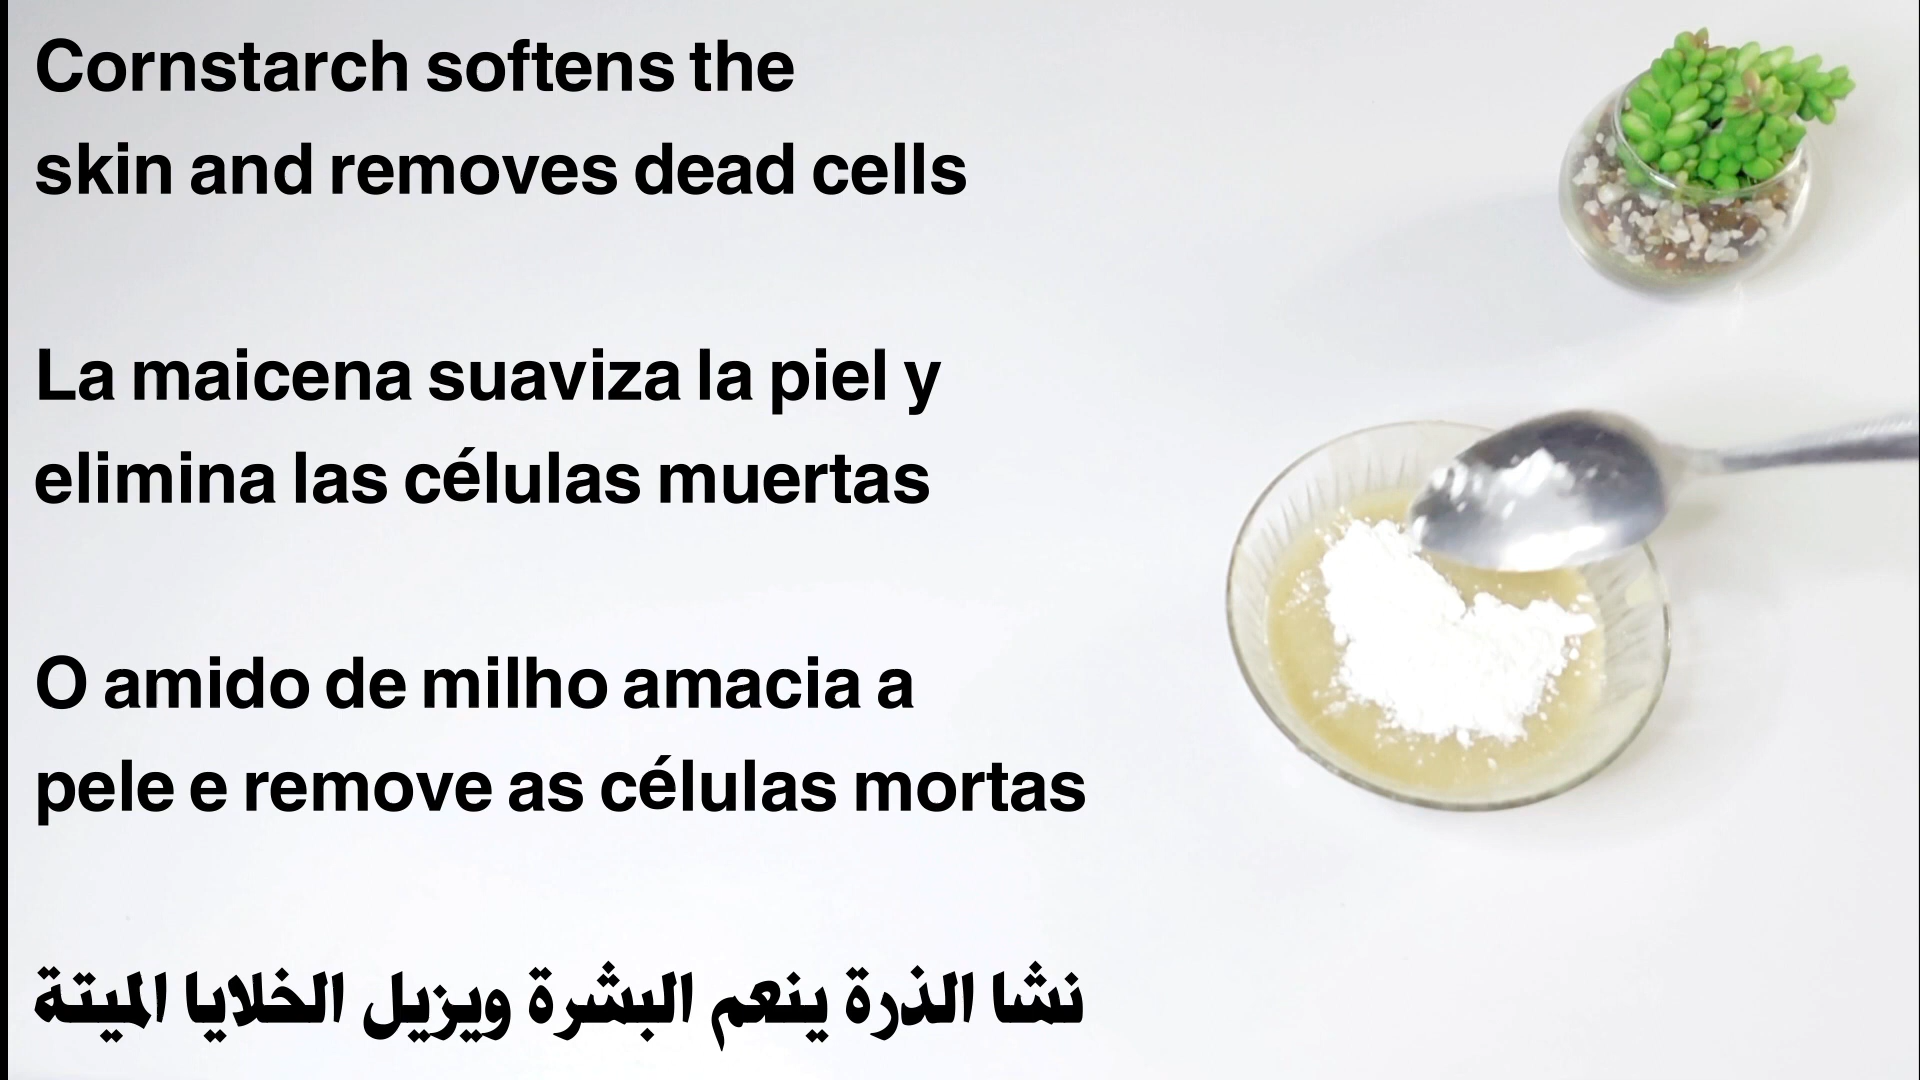 Cornstarch softens the
skin and removes dead cells
La maicena suaviza la piel y
elimina las células muertas
O amido de milho amacia a
pele e remove as células mortas
نشا الذرة ينعم البشرة ويزيل الخلايا الميتة